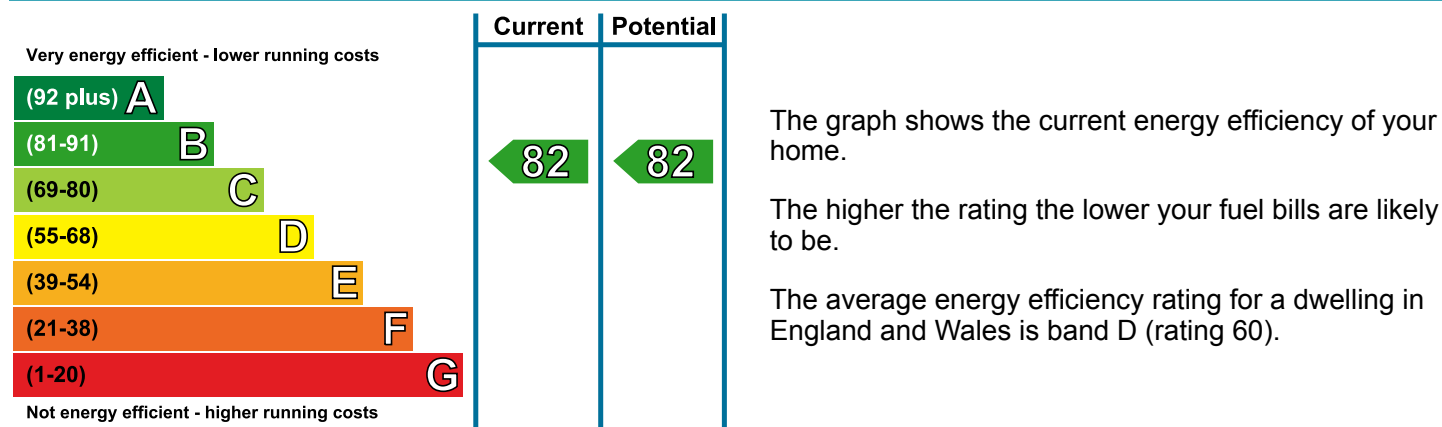 Current Potential
Very energy efficient - lower running costs
(92 plus) A
(81-91) B
82 82
(69-80) C
(55-68) D
(39-54) E
(21-38) F
(1-20) G
Not energy efficient - higher running costs
The graph shows the current energy efficiency of your
home.
The higher the rating the lower your fuel bills are likely
to be.
The average energy efficiency rating for a dwelling in
England and Wales is band D (rating 60).